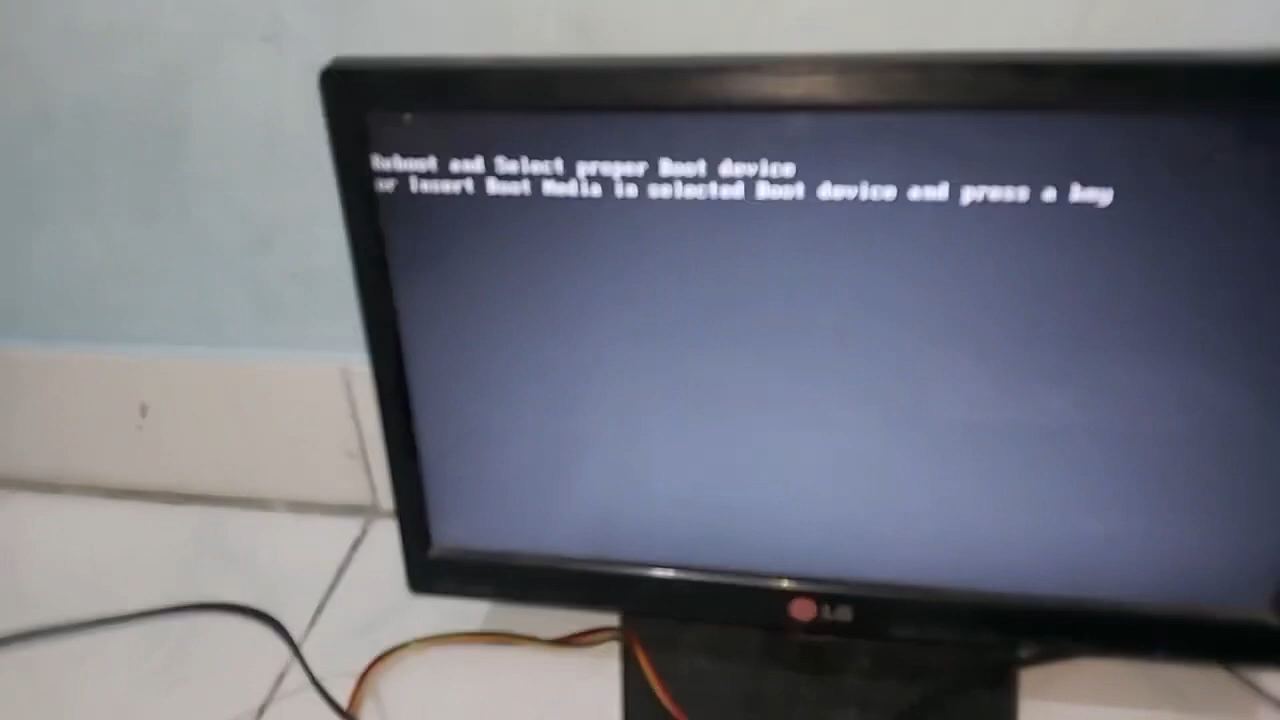 Reboot and Select proper Boot device
or Insert Boot Media in selected Boot device and press a key
LG